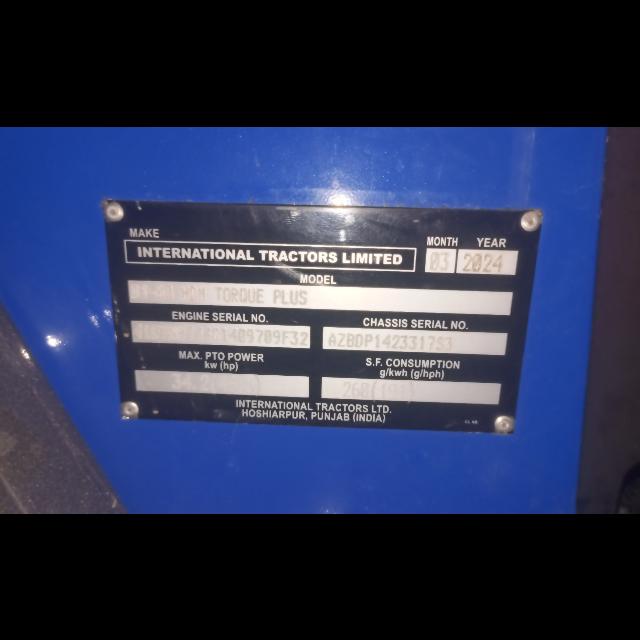 MAKE
MONTH YEAR
INTERNATIONAL TRACTORS LIMITED
03 2024
MODEL
TORQUE PLUS
ENGINE SERIAL NO.
CHASSIS SERIAL NO.
AZBDP142331753
MAX. PTO POWER
kw (hp)
S.F. CONSUMPTION
g/kwh (g/hph)
INTERNATIONAL TRACTORS LTD.
HOSHIARPUR, PUNJAB (INDIA)